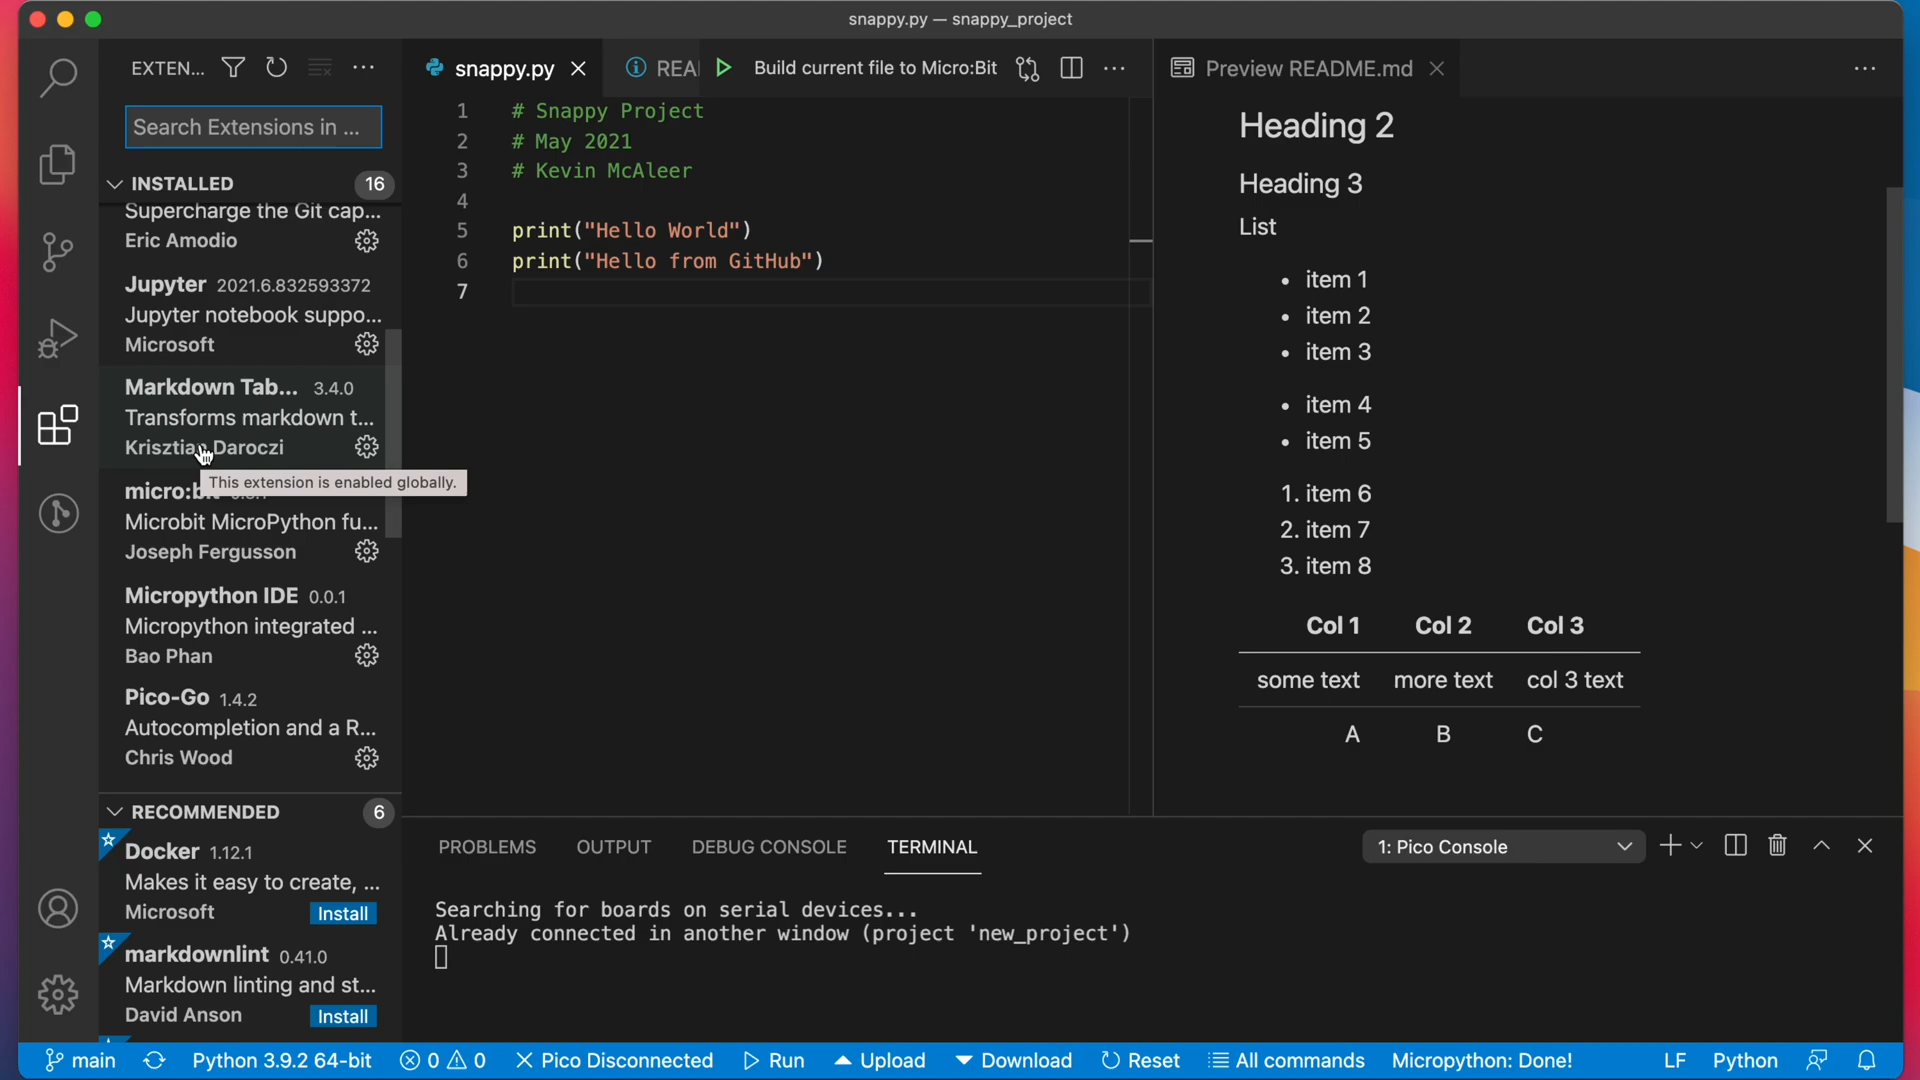 snappy.py — snappy_project
EXTEN...
Search Extensions in ...
INSTALLED 16
Supercharge the Git cap...
Eric Amodio
Jupyter 2021.6.832593372
Jupyter notebook suppo...
Microsoft
Markdown Tab... 3.4.0
Transforms markdown t...
Krisztian Daroczi
This extension is enabled globally.
Microbit MicroPython fu...
Joseph Fergusson
Micropython IDE 0.0.1
Micropython integrated ...
Bao Phan
Pico-Go 1.4.2
Autocompletion and a R...
Chris Wood
RECOMMENDED 6
Docker 1.12.1
Makes it easy to create, ...
Microsoft Install
markdownlint 0.41.0
Markdown linting and st...
David Anson Install
snappy.py
REA
Build current file to Micro:Bit
1 # Snappy Project
2 # May 2021
3 # Kevin McAleer
4
5 print("Hello World")
6 print("Hello from GitHub")
7
Preview README.md
Heading 2
Heading 3
List
• item 1
• item 2
• item 3
• item 4
• item 5
1. item 6
2. item 7
3. item 8
Col 1 Col 2 Col 3
some text more text col 3 text
A B C
PROBLEMS OUTPUT DEBUG CONSOLE TERMINAL 1: Pico Console
Searching for boards on serial devices...
Already connected in another window (project 'new_project')
main Python 3.9.2 64-bit 0 0 Pico Disconnected Run Upload Download Reset All commands Micropython: Done! LF Python